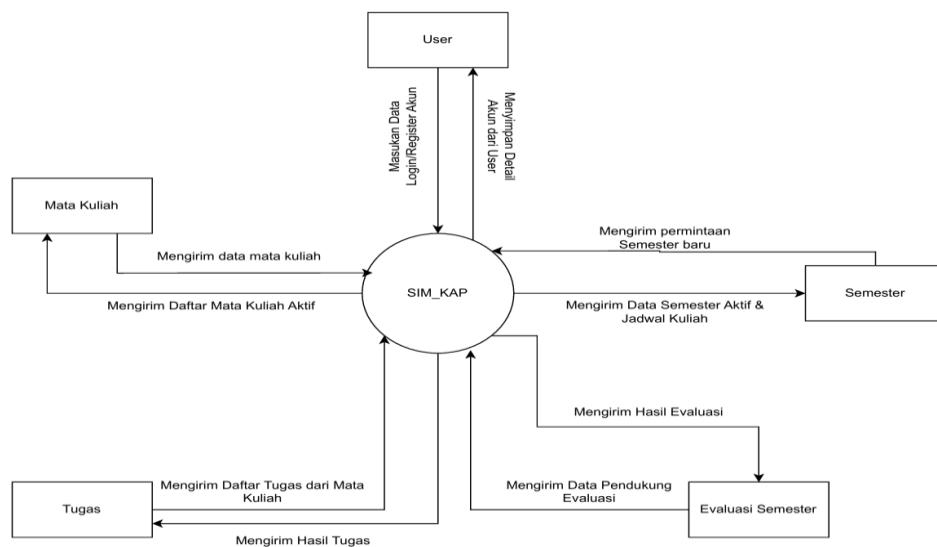 User
Masukan Data
Login/Register Akun
Menyimpan Detail
Akun dari User
Mata Kuliah
Mengirim data mata kuliah
Mengirim Daftar Mata Kuliah Aktif
SIM_KAP
Mengirim permintaan
Semester baru
Semester
Mengirim Data Semester Aktif &
Jadwal Kuliah
Mengirim Hasil Evaluasi
Mengirim Daftar Tugas dari Mata
Kuliah
Tugas
Mengirim Hasil Tugas
Mengirim Data Pendukung
Evaluasi
Evaluasi Semester